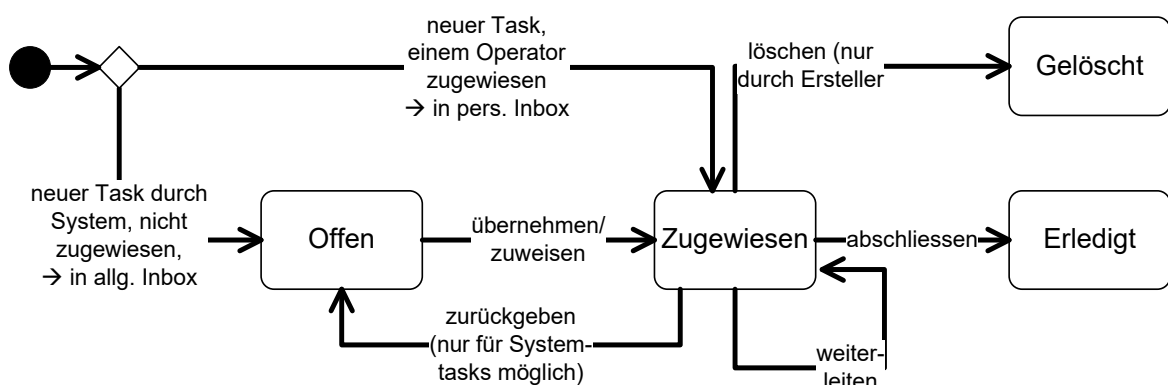 neuer Task,
einem Operator
zugewiesen
→ in pers. Inbox
löschen (nur
durch Ersteller
Gelöscht
neuer Task durch
System, nicht
zugewiesen,
→ in allg. Inbox
Offen
übernehmen/
zuweisen
Zugewiesen
abschliessen
Erledigt
zurückgeben
(nur für System-
tasks möglich)
weiter-
leiten